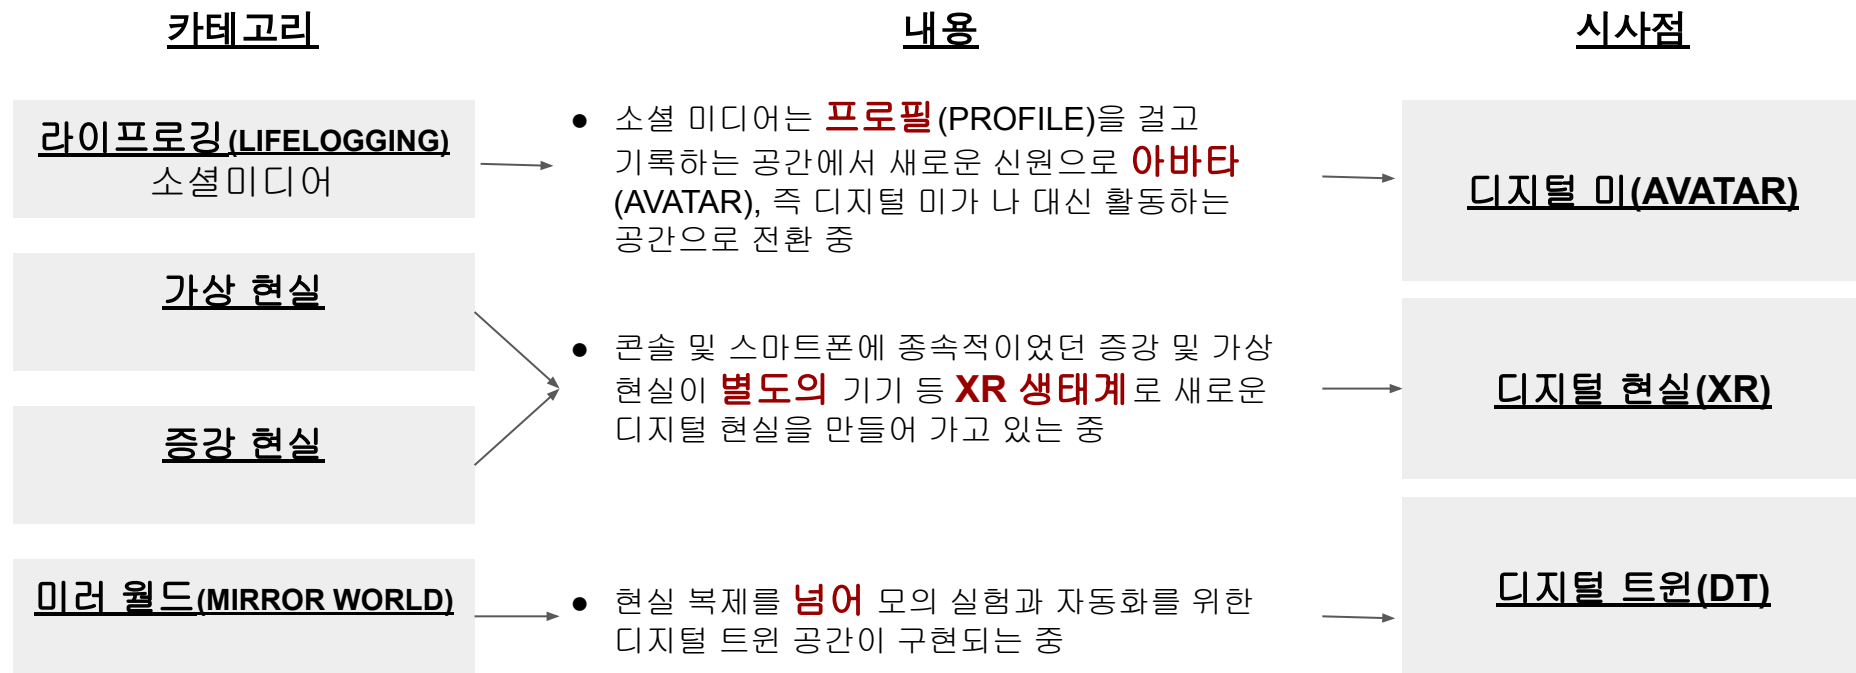 카테고리
내용
시사점
라이프로깅(LIFELOGGING)
소셜미디어
● 소셜 미디어는 프로필(PROFILE)을 걸고
기록하는 공간에서 새로운 신원으로 아바타
(AVATAR), 즉 디지털 미가 나 대신 활동하는
공간으로 전환 중
디지털 미(AVATAR)
가상 현실
증강 현실
● 콘솔 및 스마트폰에 종속적이었던 증강 및 가상
현실이 별도의 기기 등 XR 생태계로 새로운
디지털 현실을 만들어 가고 있는 중
디지털 현실(XR)
미러 월드(MIRROR WORLD)
● 현실 복제를 넘어 모의 실험과 자동화를 위한
디지털 트윈 공간이 구현되는 중
디지털 트윈(DT)